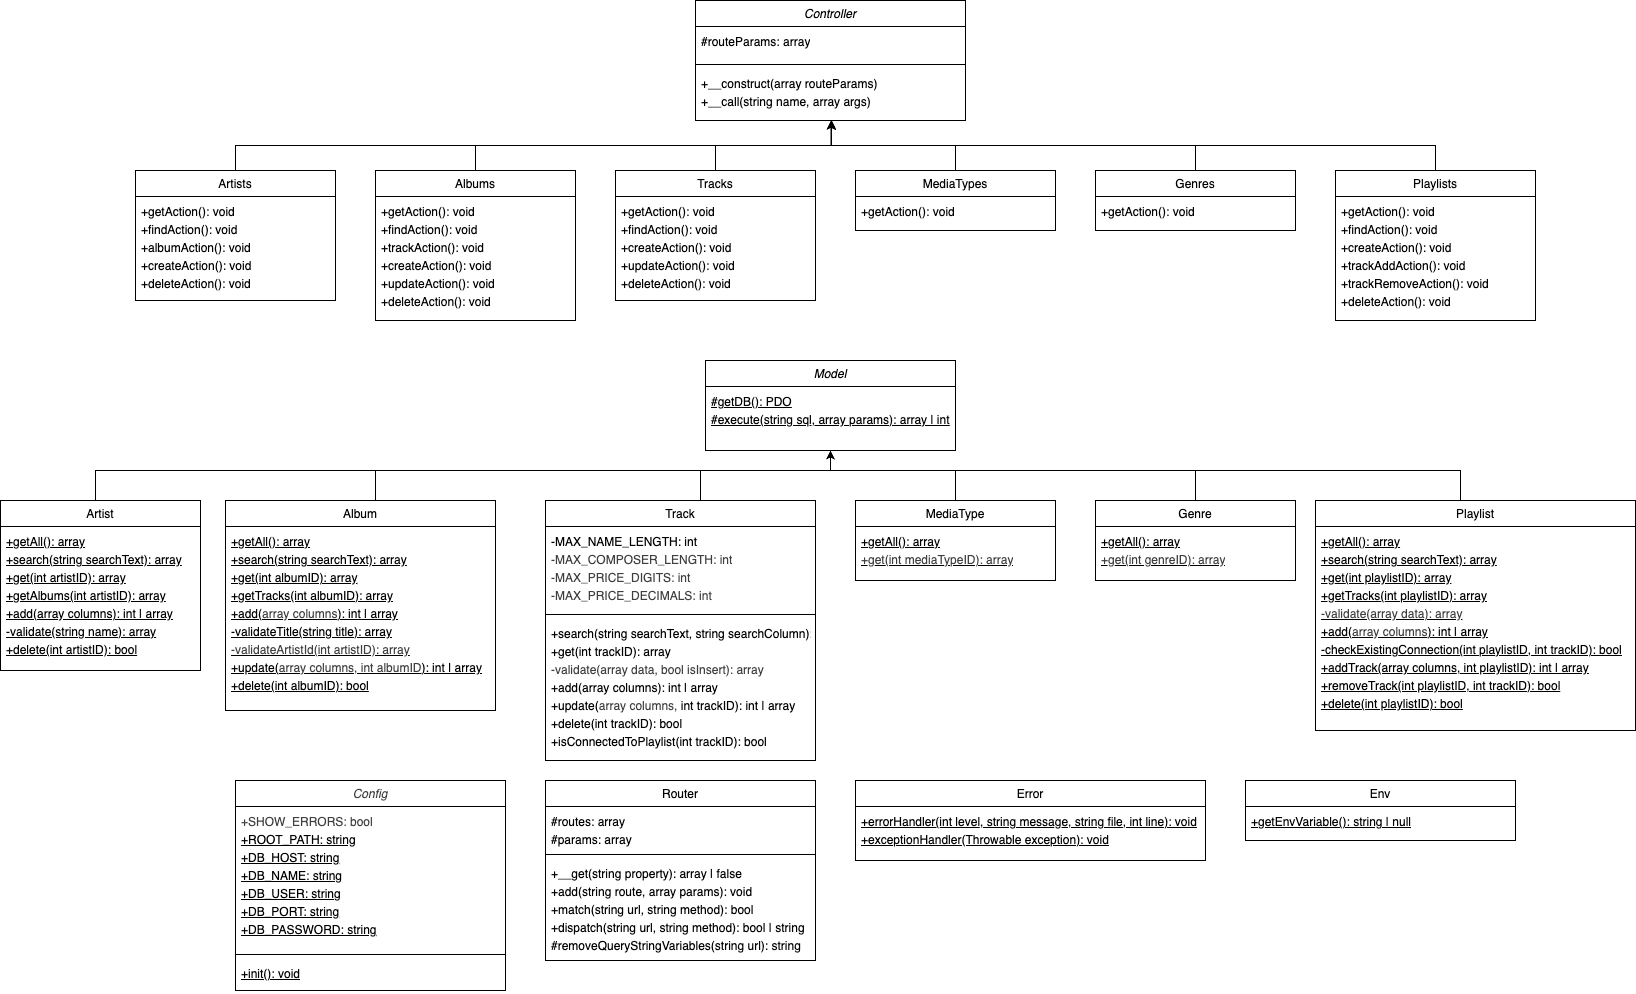 Controller
#routeParams: array
+__construct(array routeParams)
+__call(string name, array args)
Artists
+getAction(): void
+findAction(): void
+albumAction(): void
+createAction(): void
+deleteAction(): void
Albums
+getAction(): void
+findAction(): void
+trackAction(): void
+createAction(): void
+updateAction(): void
+deleteAction(): void
Tracks
+getAction(): void
+findAction(): void
+createAction(): void
+updateAction(): void
+deleteAction(): void
MediaTypes
+getAction(): void
Genres
+getAction(): void
Playlists
+getAction(): void
+findAction(): void
+createAction(): void
+trackAddAction(): void
+trackRemoveAction(): void
+deleteAction(): void
Model
#getDB(): PDO
#execute(string sql, array params): array | int
Artist
+getAll(): array
+search(string searchText): array
+get(int artistID): array
+getAlbums(int artistID): array
+add(array columns): int | array
-validate(string name): array
+delete(int artistID): bool
Album
+getAll(): array
+search(string searchText): array
+get(int albumID): array
+getTracks(int albumID): array
+add(array columns): int | array
-validateTitle(string title): array
-validateArtistId(int artistID): array
+update(array columns, int albumID): int | array
+delete(int albumID): bool
Track
-MAX_NAME_LENGTH: int
-MAX_COMPOSER_LENGTH: int
-MAX_PRICE_DIGITS: int
-MAX_PRICE_DECIMALS: int
+search(string searchText, string searchColumn)
+get(int trackID): array
-validate(array data, bool isInsert): array
+add(array columns): int | array
+update(array columns, int trackID): int | array
+delete(int trackID): bool
+isConnectedToPlaylist(int trackID): bool
MediaType
+getAll(): array
+get(int mediaTypeID): array
Genre
+getAll(): array
+get(int genreID): array
Playlist
+getAll(): array
+search(string searchText): array
+get(int playlistID): array
+getTracks(int playlistID): array
-validate(array data): array
+add(array columns): int | array
-checkExistingConnection(int playlistID, int trackID): bool
+addTrack(array columns, int playlistID): int | array
+removeTrack(int playlistID, int trackID): bool
+delete(int playlistID): bool
Config
+SHOW_ERRORS: bool
+ROOT_PATH: string
+DB_HOST: string
+DB_NAME: string
+DB_USER: string
+DB_PORT: string
+DB_PASSWORD: string
+init(): void
Router
#routes: array
#params: array
+__get(string property): array | false
+add(string route, array params): void
+match(string url, string method): bool
+dispatch(string url, string method): bool | string
#removeQueryStringVariables(string url): string
Error
+errorHandler(int level, string message, string file, int line): void
+exceptionHandler(Throwable exception): void
Env
+getEnvVariable(): string | null